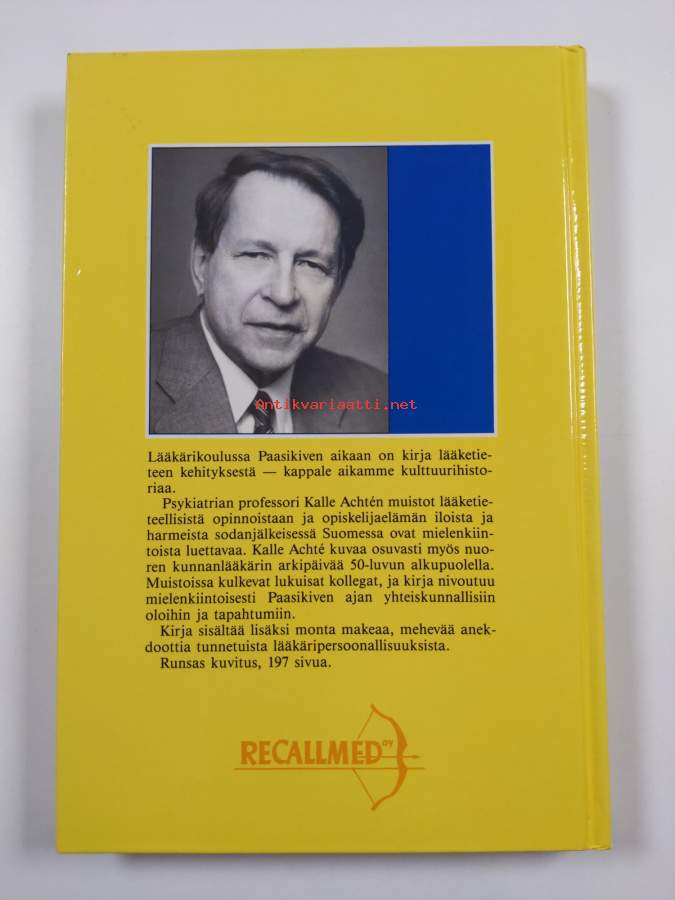 Antikvariaatti.net
Lääkärikoulussa Paasikiven aikaan on kirja lääketie-
teen kehityksestä — kappale aikamme kulttuurihisto-
riaa.
Psykiatrian professori Kalle Achtén muistot lääketie-
teellisistä opinnoistaan ja opiskelijaelämän iloista ja
harmeista sodanjälkeisessä Suomessa ovat mielenkiin-
toista luettavaa. Kalle Achté kuvaa osuvasti myös nuo-
ren kunnanlääkärin arkipäivää 50-luvun alkupuolella.
Muistoissa kulkevat lukuisat kollegat, ja kirja nivoutuu
mielenkiintoisesti Paasikiven ajan yhteiskunnallisiin
oloihin ja tapahtumiin.
Kirja sisältää lisäksi monta makeaa, mehevää anek-
doottia tunnetuista lääkäripersoonallisuuksista.
Runsas kuvitus, 197 sivua.
RECALLMED OY